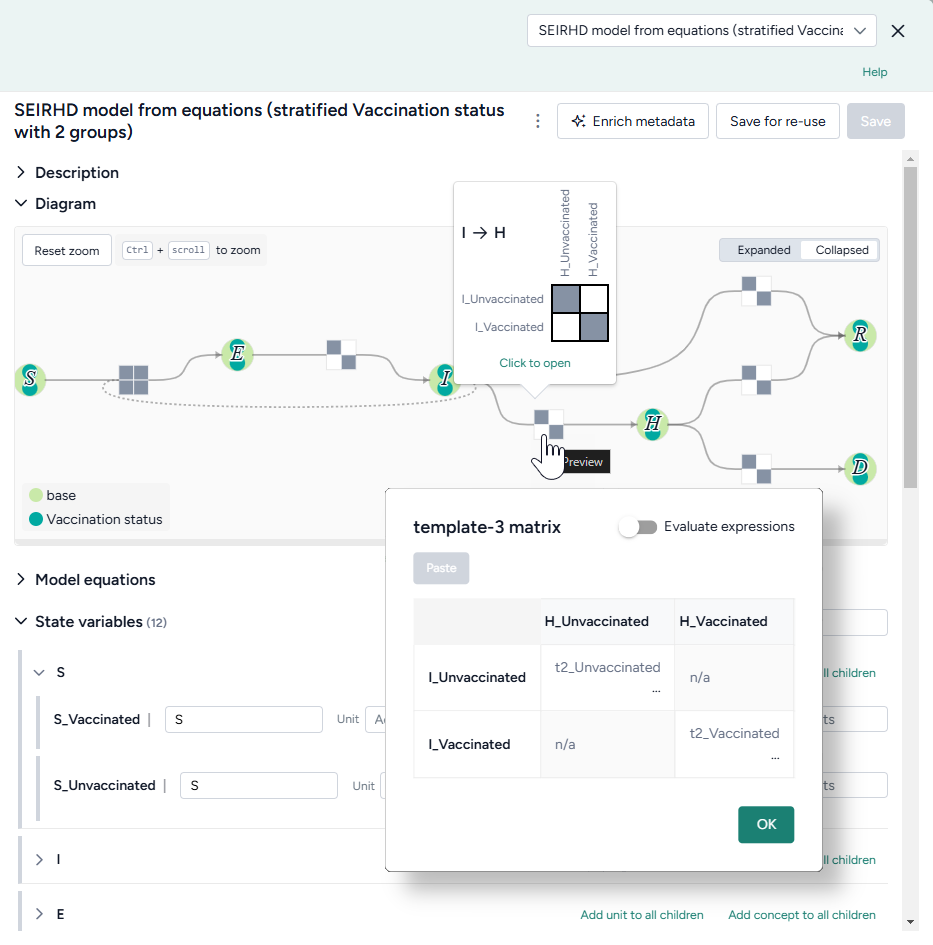 SEIRHD model from equations (stratified Vaccina
Help
SEIRHD model from equations (stratified Vaccination status
with 2 groups)
Enrich metadata
Save for re-use
Save
Description
Diagram
Reset zoom
Ctrl + scroll to zoom
I → H
H_Unvaccinated
H_Vaccinated
I_Unvaccinated
I_Vaccinated
Click to open
Expanded
Collapsed
S
E
I
H
R
D
Preview
base
Vaccination status
template-3 matrix
Evaluate expressions
Paste
H_Unvaccinated
H_Vaccinated
I_Unvaccinated
t2_Unvaccinated
...
n/a
I_Vaccinated
n/a
t2_Vaccinated
...
OK
Model equations
State variables (12)
S
ll children
S_Vaccinated |
S
Unit
ts
S_Unvaccinated |
S
Unit
ts
I
ll children
E
Add unit to all children
Add concept to all children